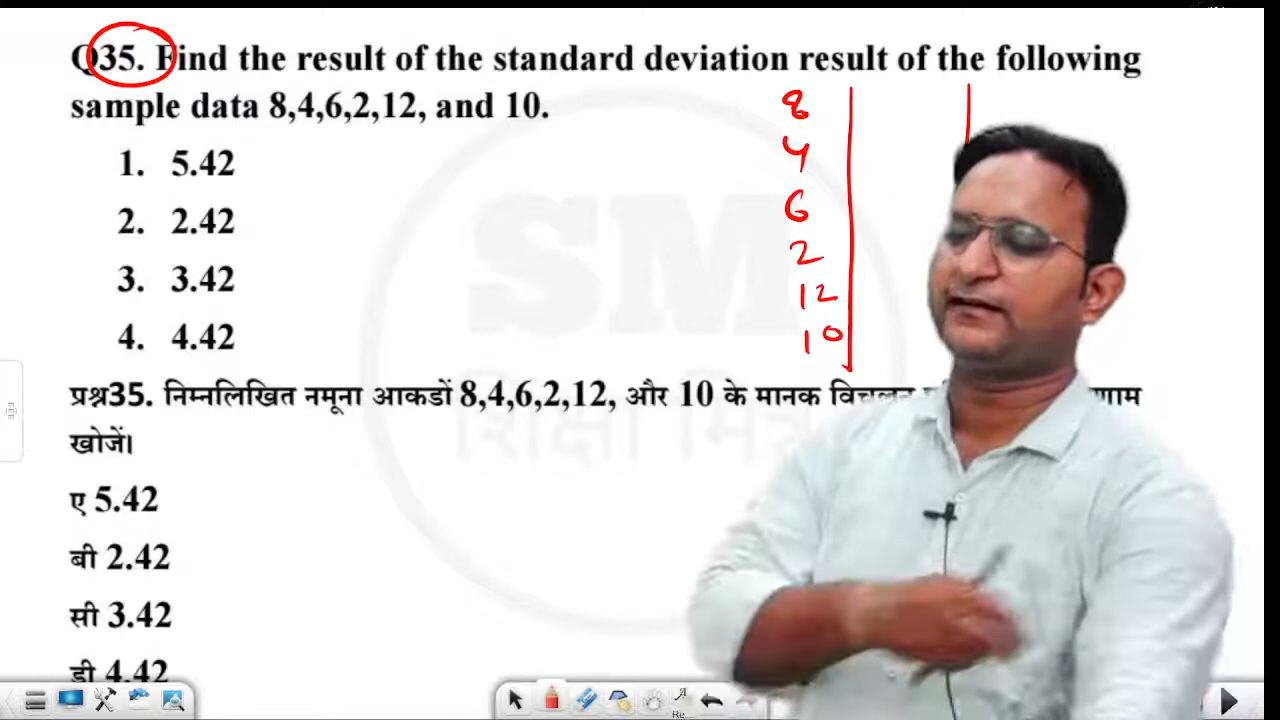 Q35. Find the result of the standard deviation result of the following
sample data 8,4,6,2,12, and 10.
1. 5.42
2. 2.42
3. 3.42
4. 4.42
8
4
6
2
12
10
SM
शिक्षा मित्र
प्रश्न35. निम्नलिखित नमूना आकडों 8,4,6,2,12, और 10 के मानक विचलन
खोजें।
ए 5.42
बी 2.42
सी 3.42
डी 4.42
Re...